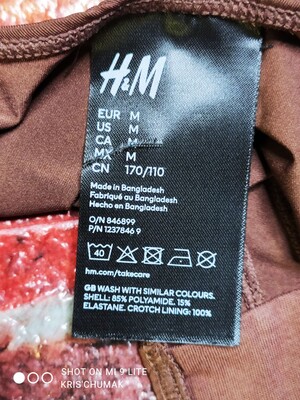 H&M
EUR M
US M
CA M
MX M
CN 170/110
Made in Bangladesh
Fabriqué au Bangladesh
Hecho en Bangladesh
O/N 846899
P/N 1237846 9
40
hm.com/takecare
GB WASH WITH SIMILAR COLOURS.
SHELL: 85% POLYAMIDE. 15%
ELASTANE. CROTCH LINING: 100%
SHOT ON MI 9 LITE
KRIS CHUMAK